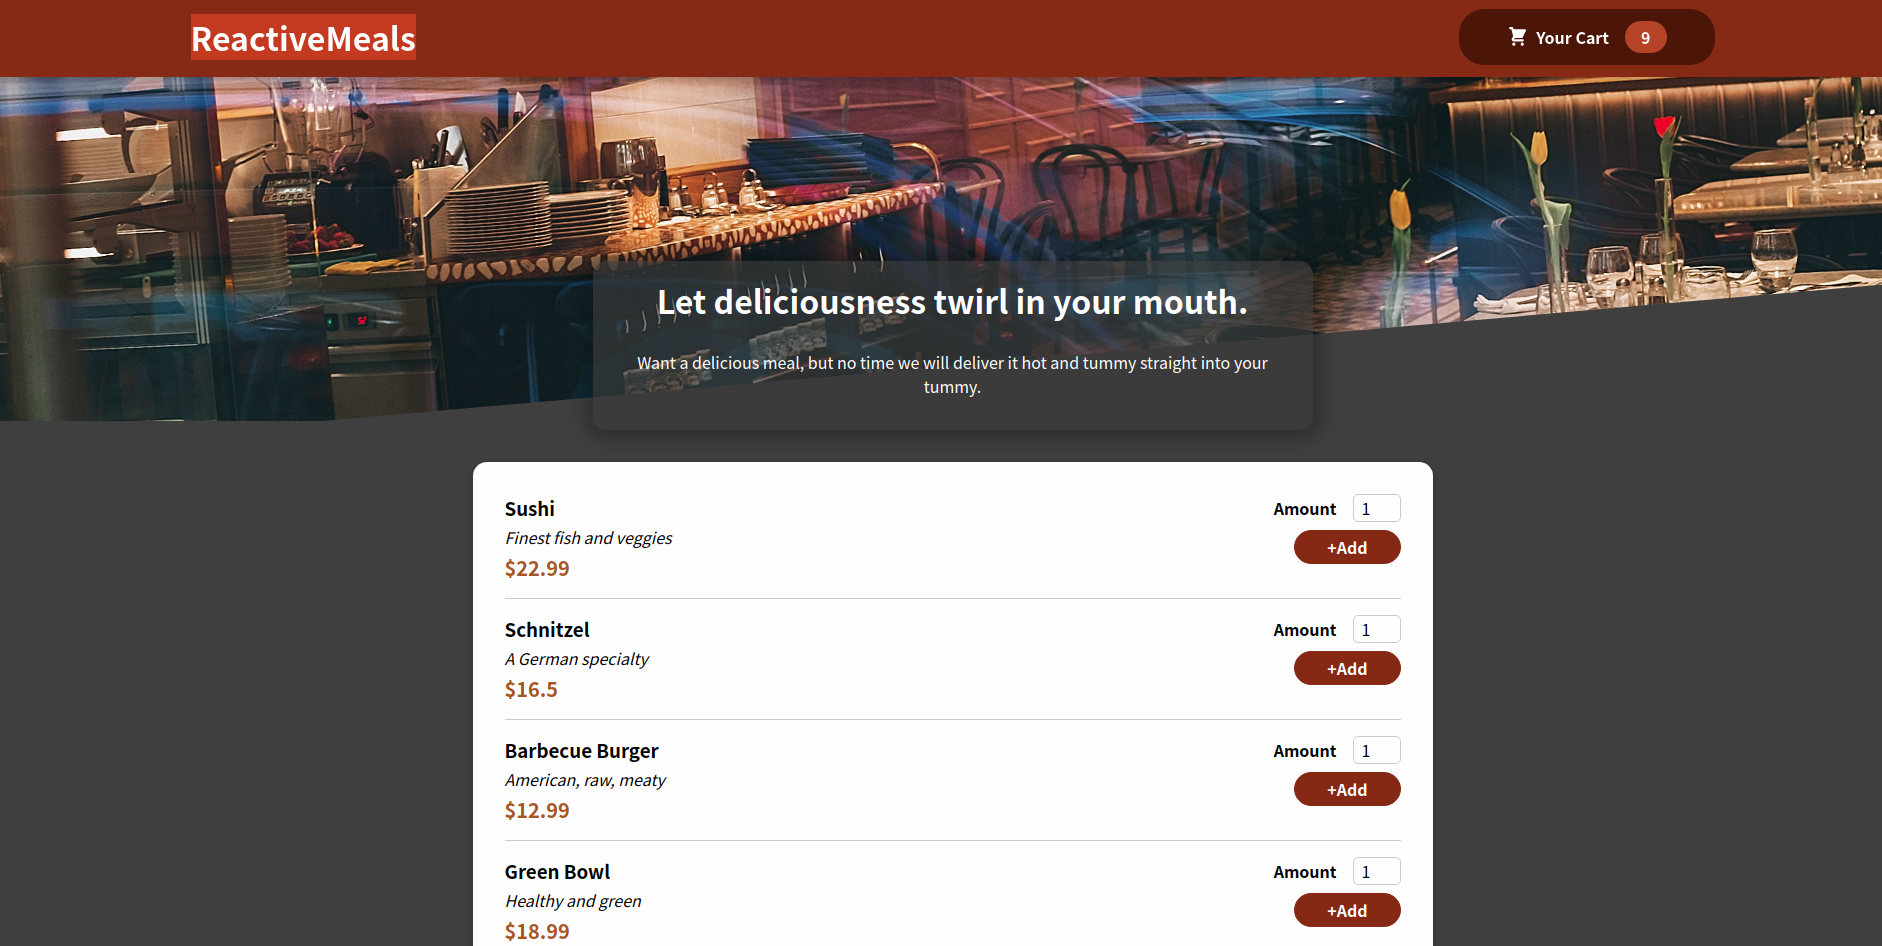 ReactiveMeals
Your Cart 9
Let deliciousness twirl in your mouth.
Want a delicious meal, but no time we will deliver it hot and tummy straight into your
tummy.
Sushi
Finest fish and veggies
$22.99
Amount 1
+Add
Schnitzel
A German specialty
$16.5
Amount 1
+Add
Barbecue Burger
American, raw, meaty
$12.99
Amount 1
+Add
Green Bowl
Healthy and green
$18.99
Amount 1
+Add